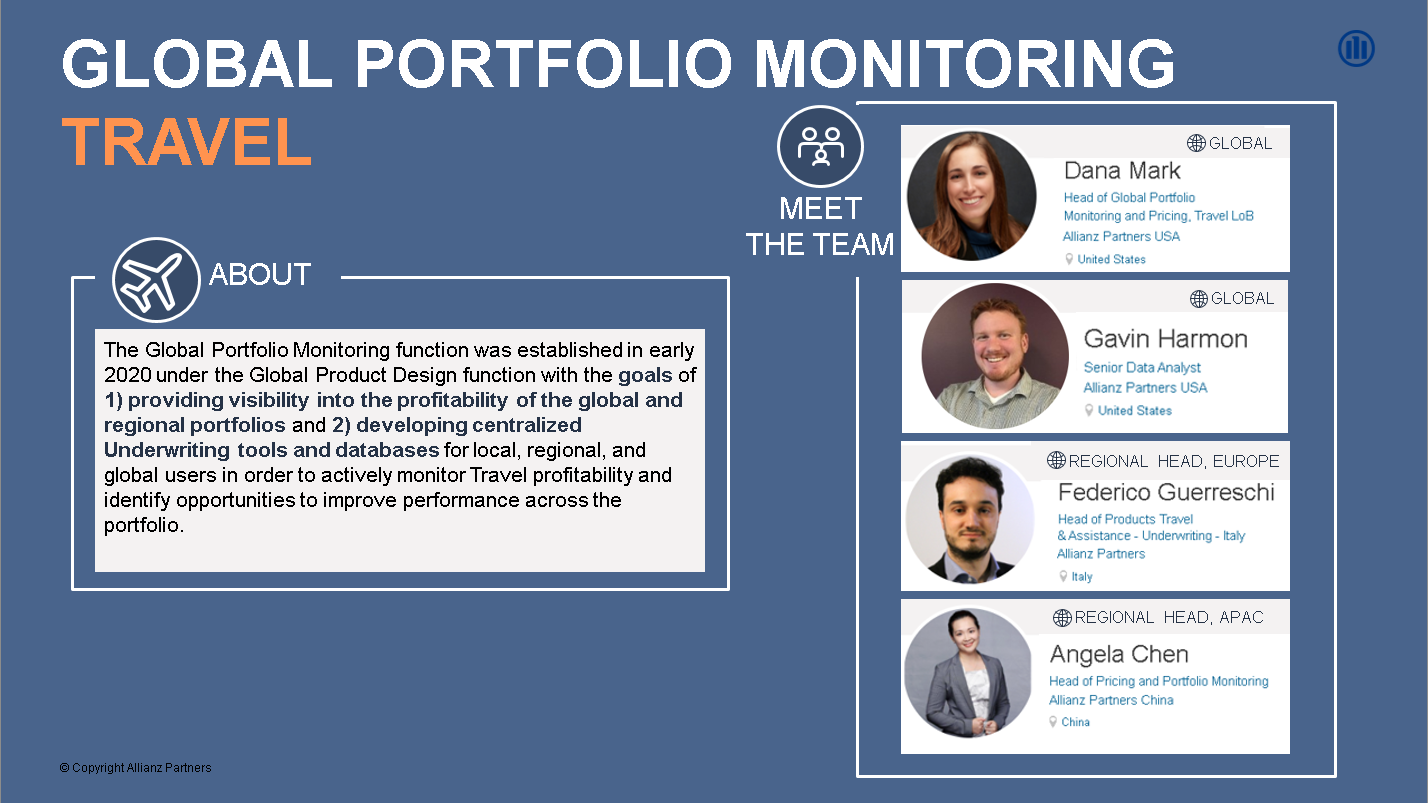 GLOBAL PORTFOLIO MONITORING
TRAVEL
ABOUT
The Global Portfolio Monitoring function was established in early
2020 under the Global Product Design function with the goals of
1) providing visibility into the profitability of the global and
regional portfolios and 2) developing centralized
Underwriting tools and databases for local, regional, and
global users in order to actively monitor Travel profitability and
identify opportunities to improve performance across the
portfolio.
MEET
THE TEAM
GLOBAL
Dana Mark
Head of Global Portfolio
Monitoring and Pricing, Travel LoB
Allianz Partners USA
United States
GLOBAL
Gavin Harmon
Senior Data Analyst
Allianz Partners USA
United States
REGIONAL HEAD, EUROPE
Federico Guerreschi
Head of Products Travel
& Assistance - Underwriting - Italy
Allianz Partners
Italy
REGIONAL HEAD, APAC
Angela Chen
Head of Pricing and Portfolio Monitoring
Allianz Partners China
China
© Copyright Allianz Partners